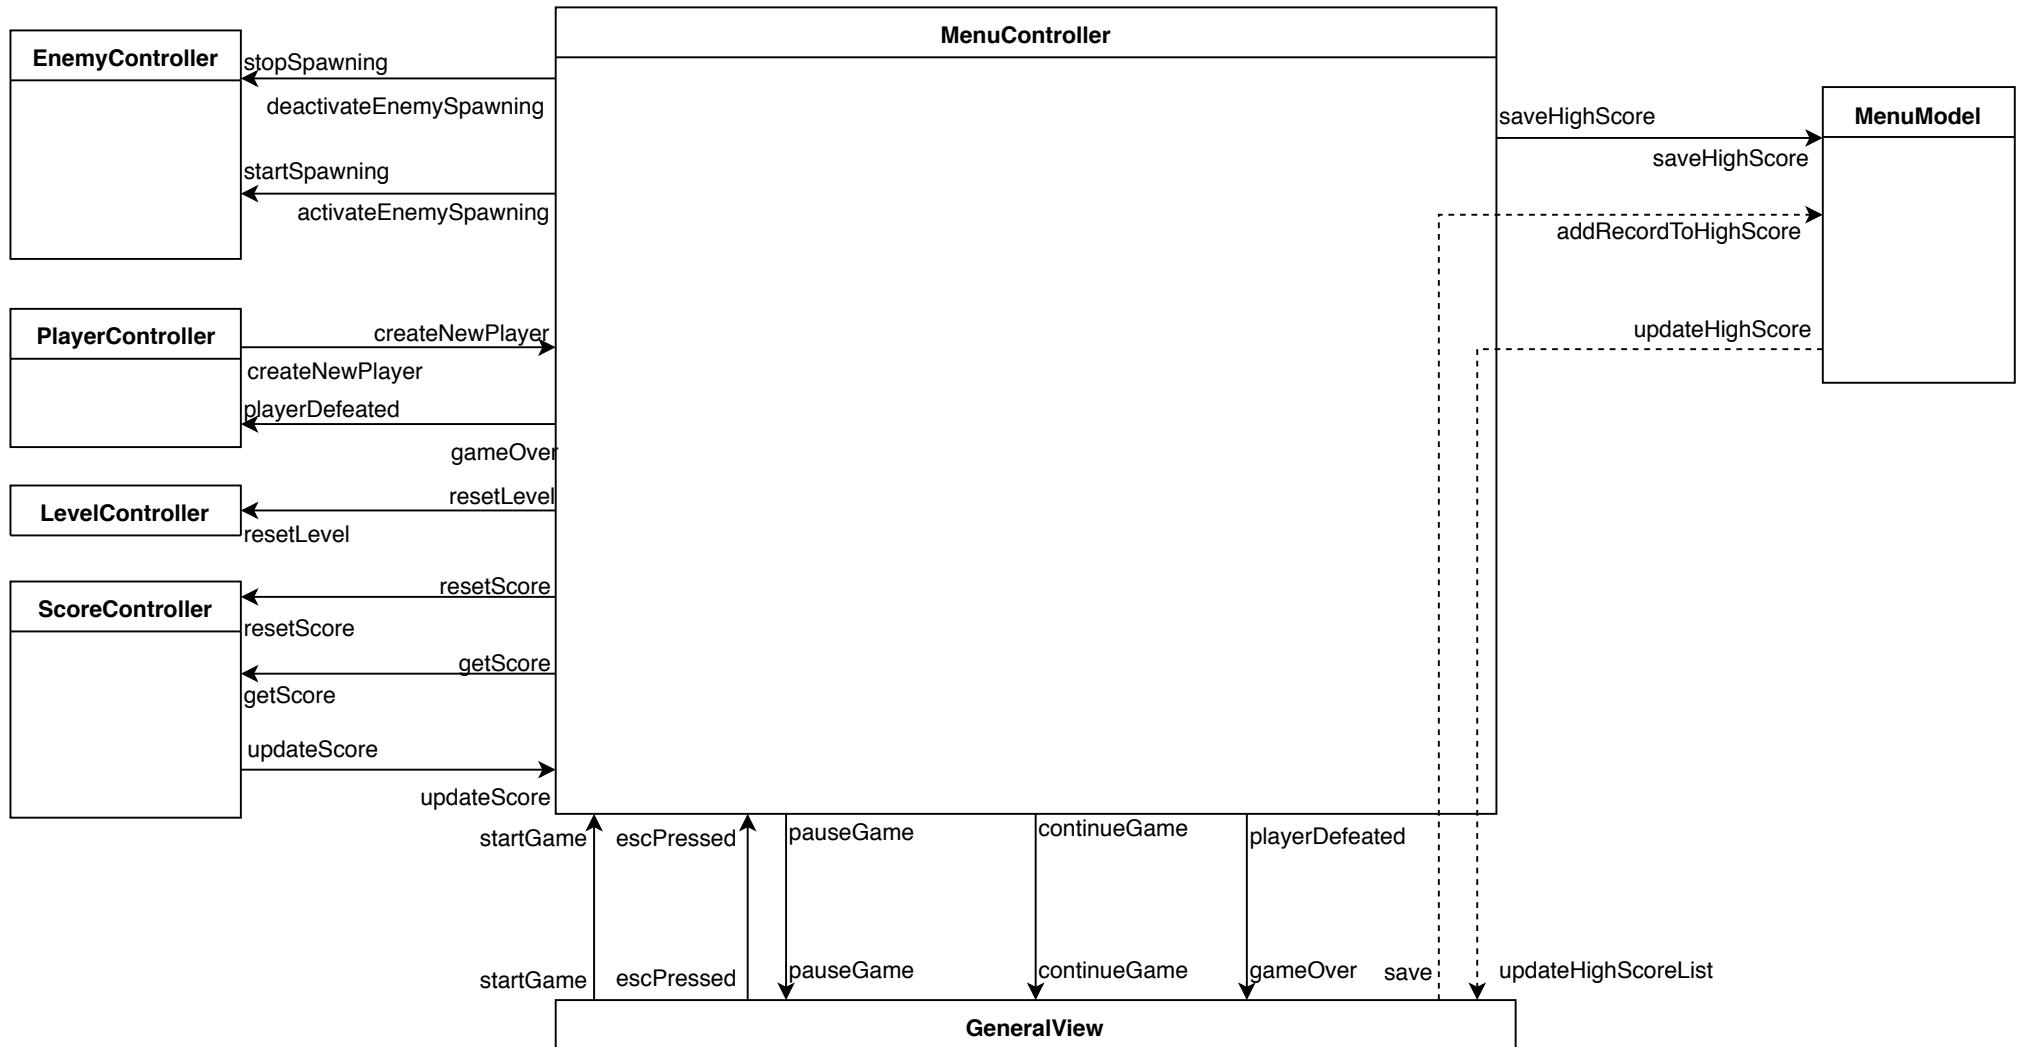 MenuController
EnemyController
stopSpawning
deactivateEnemySpawning
startSpawning
activateEnemySpawning
saveHighScore
MenuModel
saveHighScore
addRecordToHighScore
updateHighScore
PlayerController
createNewPlayer
createNewPlayer
playerDefeated
gameOver
LevelController
resetLevel
resetLevel
ScoreController
resetScore
resetScore
getScore
getScore
updateScore
updateScore
startGame
escPressed
pauseGame
continueGame
playerDefeated
startGame
escPressed
pauseGame
continueGame
gameOver
save
updateHighScoreList
GeneralView